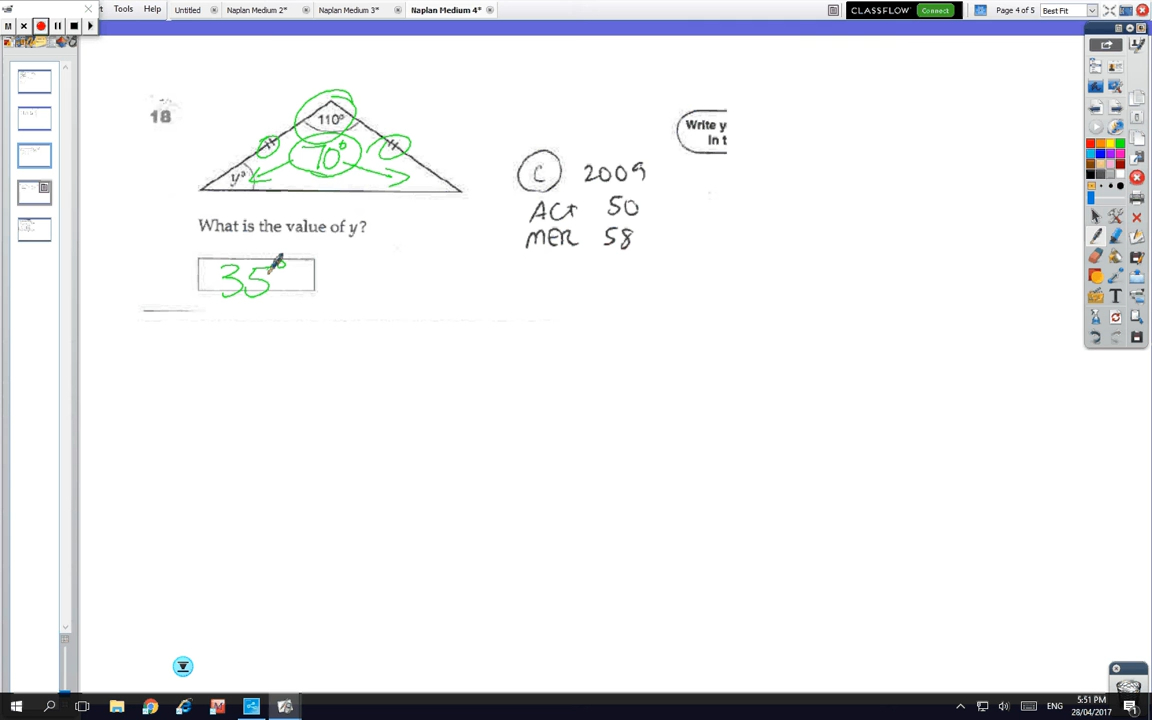 Tools Help Untitled Naplan Medium 2* Naplan Medium 3* Naplan Medium 4* CLASSFLOW Connect Page 4 of 5 Best Fit
M
18
110°
70°
y°
Write y
In t
C 2009
ACT 50
MER 58
What is the value of y?
35°
ENG
5:51 PM
28/04/2017